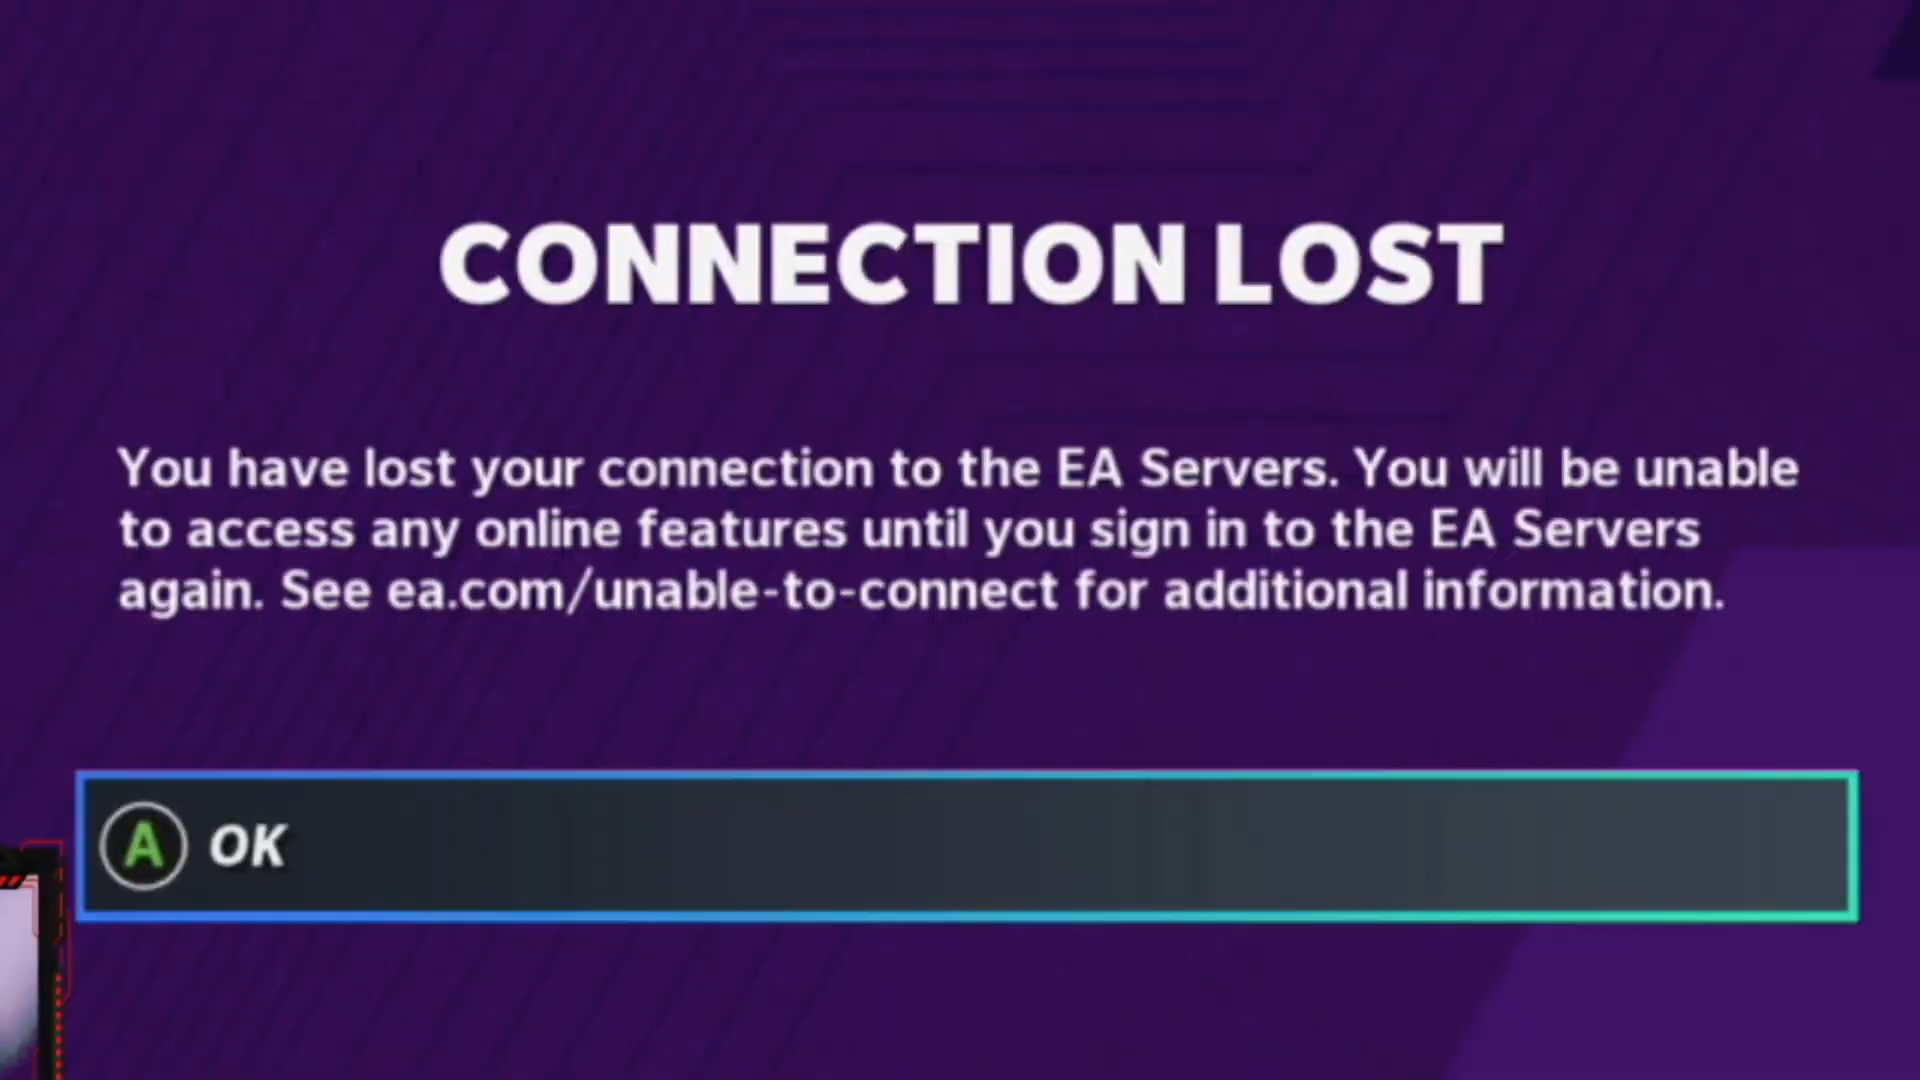 CONNECTION LOST
You have lost your connection to the EA Servers. You will be unable
to access any online features until you sign in to the EA Servers
again. See ea.com/unable-to-connect for additional information.
A OK